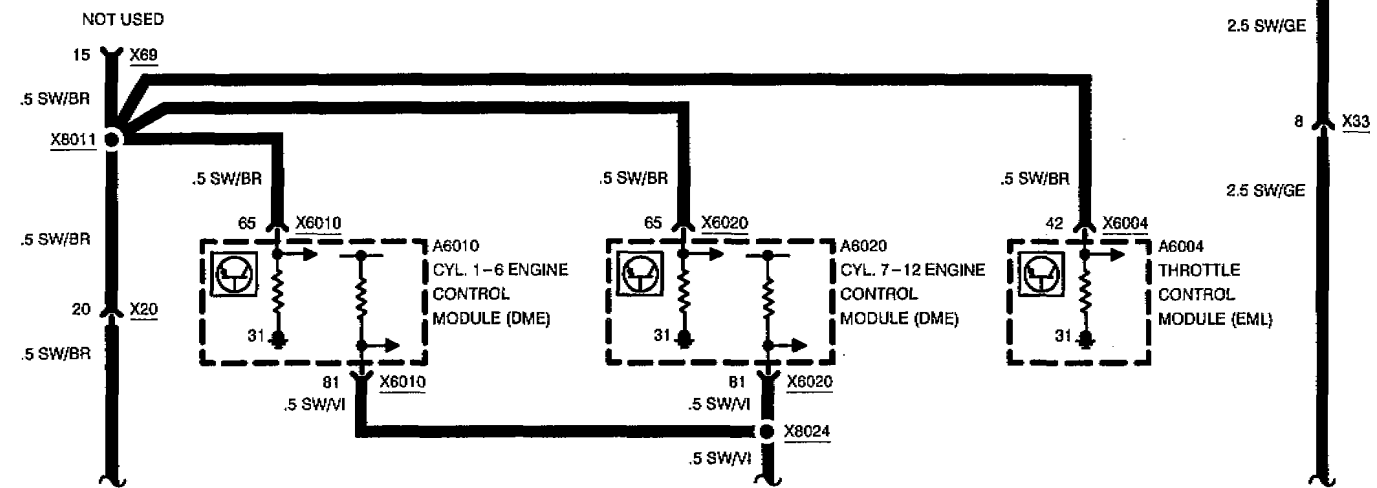 NOT USED
2.5 SW/GE
15 X69
.5 SW/BR
X8011
8 X33
.5 SW/BR
.5 SW/BR
.5 SW/BR
2.5 SW/GE
65 X6010
65 X6020
42 X6004
.5 SW/BR
A6010
CYL. 1-6 ENGINE
CONTROL
MODULE (DME)
A6020
CYL. 7-12 ENGINE
CONTROL
MODULE (DME)
A6004
THROTTLE
CONTROL
MODULE (EML)
20 X20
31
31
31
.5 SW/BR
81 X6010
81 X6020
.5 SW/VI
.5 SW/VI
X8024
.5 SW/VI